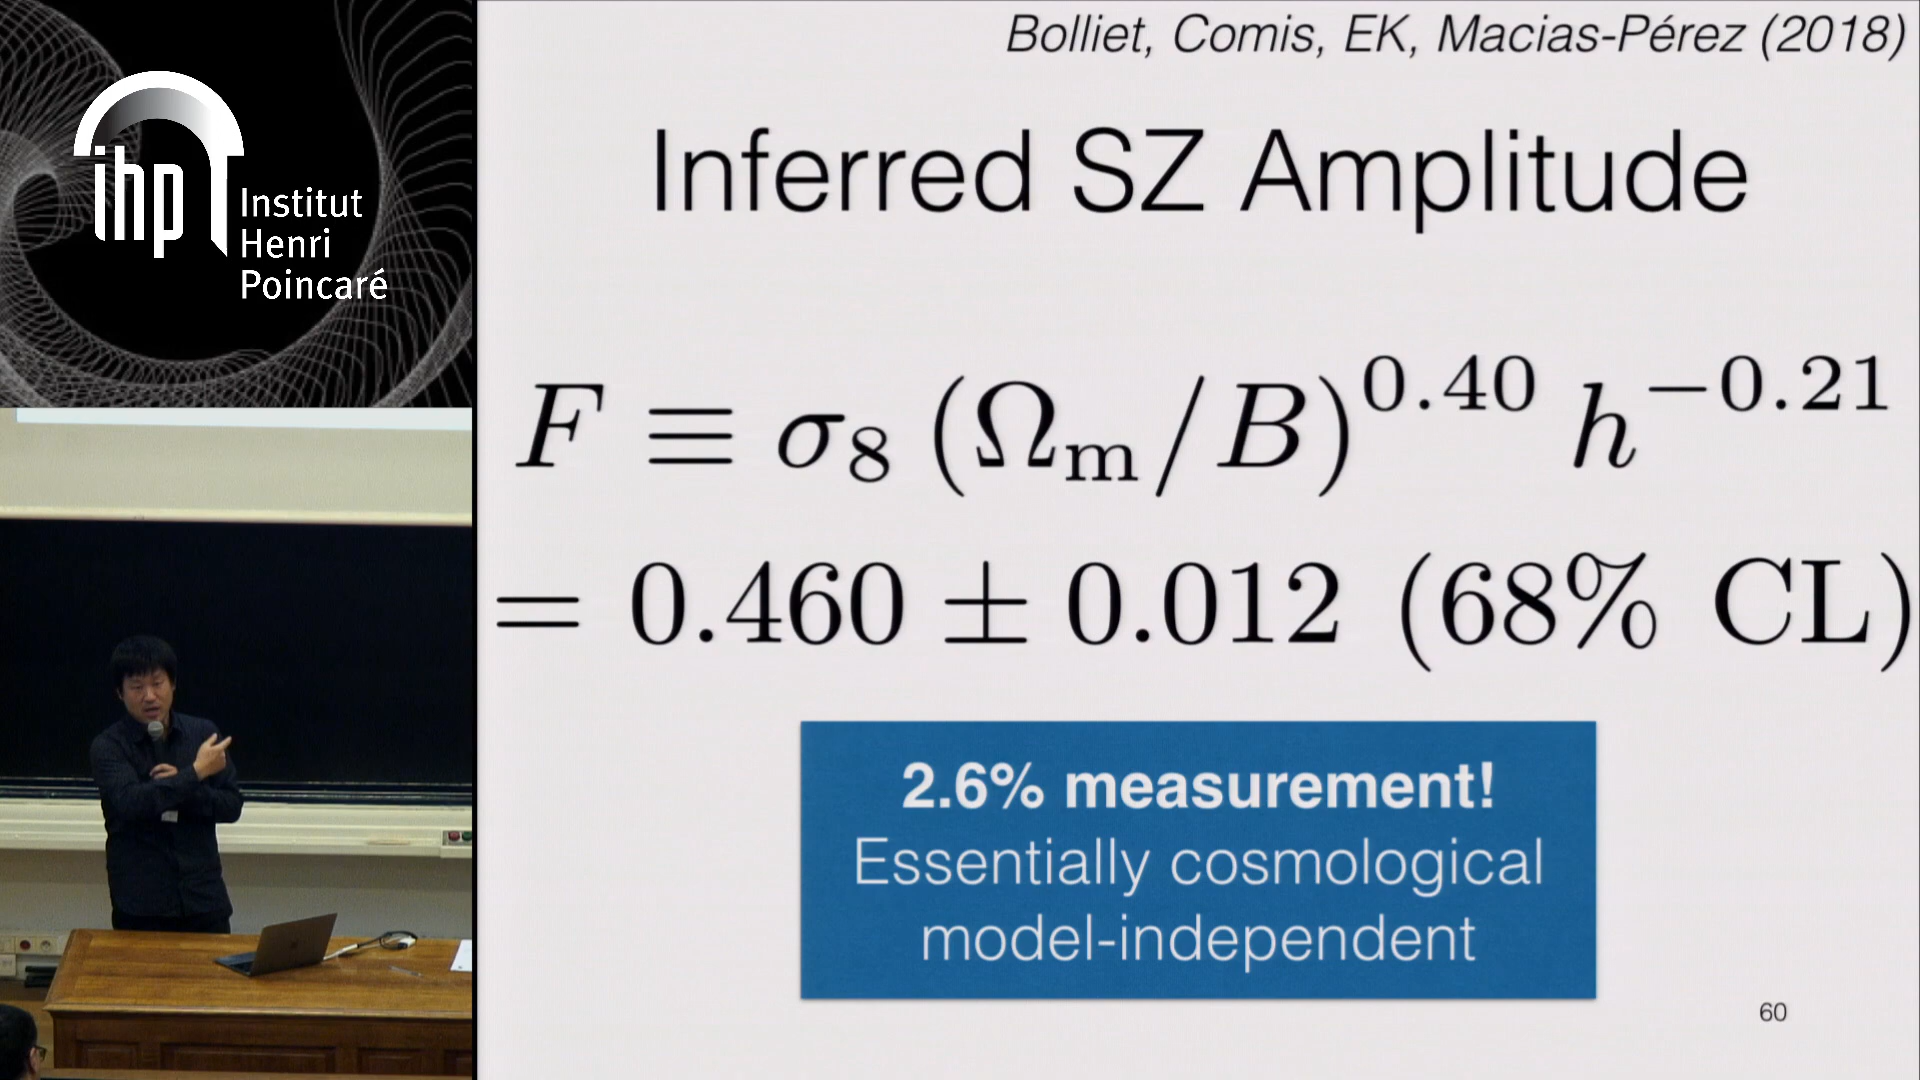 ihp
Institut
Henri
Poincaré
Bolliet, Comis, EK, Macias-Pérez (2018)
Inferred SZ Amplitude
F ≡ σ₈ (Ωₘ/B)^0.40 h^−0.21
= 0.460 ± 0.012 (68% CL)
2.6% measurement!
Essentially cosmological
model-independent
60